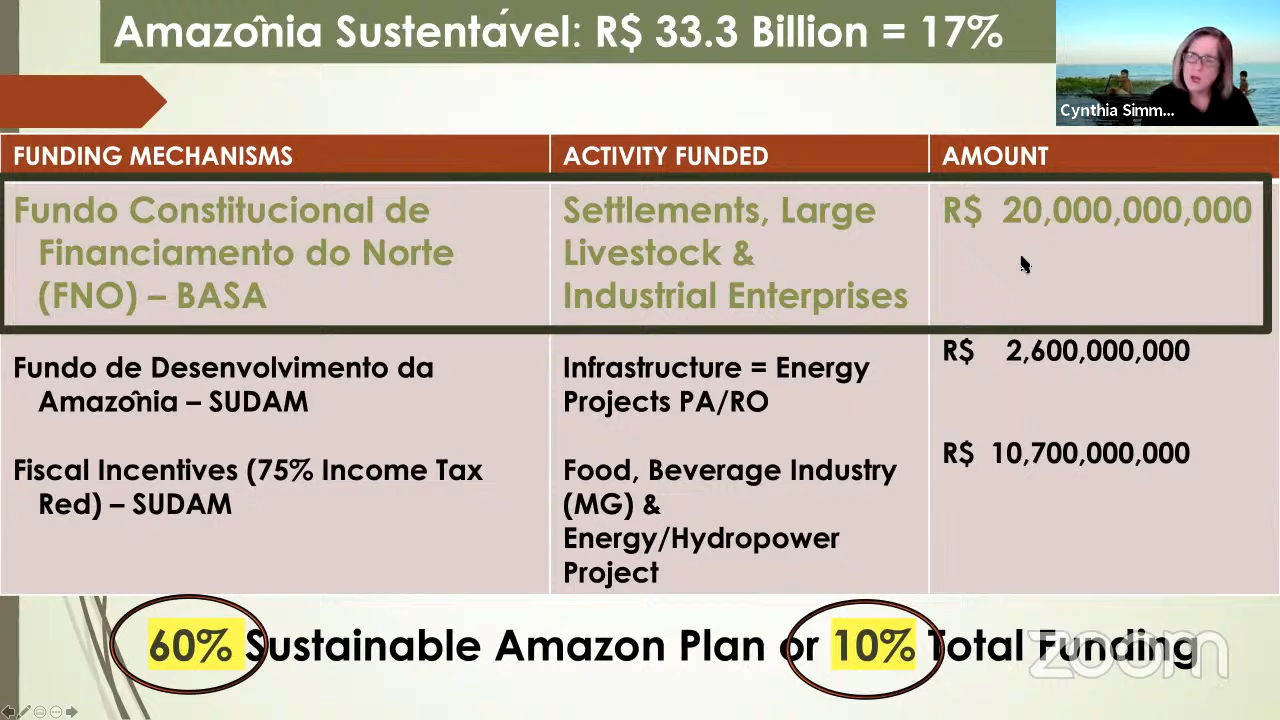 Amazônia Sustentável: R$ 33.3 Billion = 17%
Cynthia Simm...
FUNDING MECHANISMS
ACTIVITY FUNDED
AMOUNT
Fundo Constitucional de
Financiamento do Norte
(FNO) – BASA
Settlements, Large
Livestock &
Industrial Enterprises
R$ 20,000,000,000
Fundo de Desenvolvimento da
Amazônia – SUDAM
Infrastructure = Energy
Projects PA/RO
R$ 2,600,000,000
Fiscal Incentives (75% Income Tax
Red) – SUDAM
Food, Beverage Industry
(MG) &
Energy/Hydropower
Project
R$ 10,700,000,000
60% Sustainable Amazon Plan or 10% Total Funding
zoom